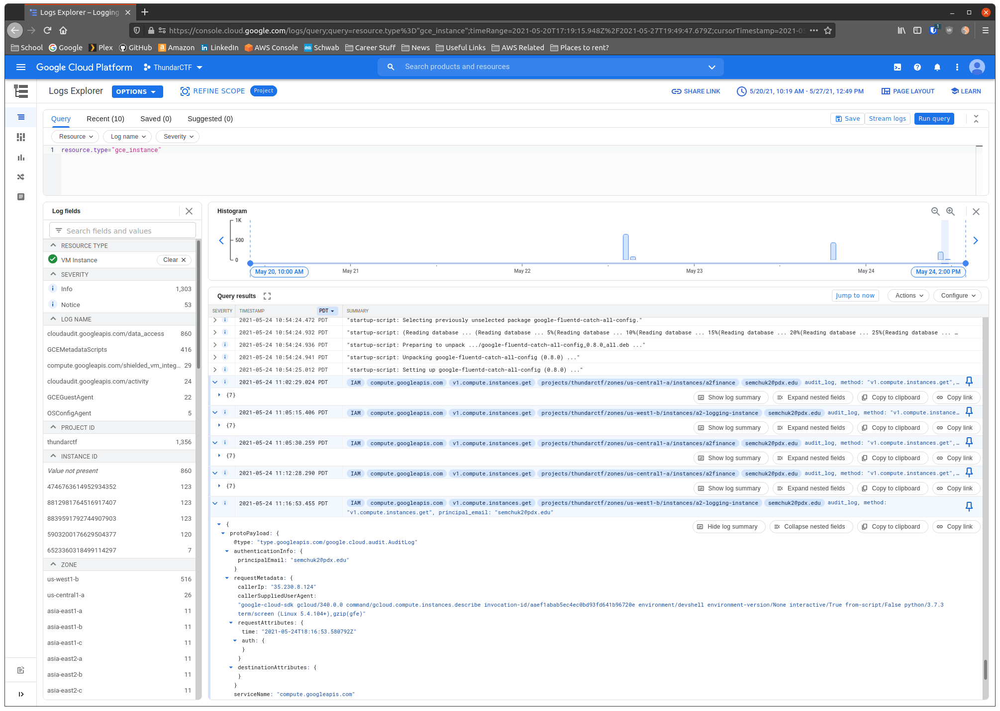 Logs Explorer – Logging
https://console.cloud.google.com/logs/query;query=resource.type%3D"gce_instance";timeRange=2021-05-20T17:19:15.948Z%2F2021-05-27T19:49:47.679Z;cursorTimestamp=2021-05
1
School Google Plex GitHub Amazon LinkedIn AWS Console Schwab Career Stuff News Useful Links AWS Related Places to rent?
Google Cloud Platform ThundarCTF Search products and resources
Logs Explorer OPTIONS REFINE SCOPE Project SHARE LINK 5/20/21, 10:19 AM - 5/27/21, 12:49 PM PAGE LAYOUT LEARN
Query Recent (10) Saved (0) Suggested (0) Save Stream logs Run query
Resource Log name Severity
1 resource.type="gce_instance"
Log fields
Search fields and values
RESOURCE TYPE
VM Instance Clear
SEVERITY
Info 1,303
Notice 53
LOG NAME
cloudaudit.googleapis.com/data_access 860
GCEMetadataScripts 416
compute.googleapis.com/shielded_vm_integ... 29
cloudaudit.googleapis.com/activity 24
GCEGuestAgent 22
OSConfigAgent 5
PROJECT ID
thundarctf 1,356
INSTANCE ID
Value not present 860
4746763614952934352 123
8812981764516917407 123
8839591792744907903 123
5903200176629504377 120
6523360318499114297 7
ZONE
us-west1-b 516
us-central1-a 26
asia-east1-a 11
asia-east1-b 11
asia-east1-c 11
asia-east2-a 11
asia-east2-b 11
asia-east2-c 11
Histogram
1K
500
0
May 21 May 22 May 23 May 24
May 20, 10:00 AM May 24, 2:00 PM
Query results Jump to now Actions Configure
SEVERITY TIMESTAMP PDT SUMMARY
2021-05-24 10:54:24.472 PDT "startup-script: Selecting previously unselected package google-fluentd-catch-all-config."
2021-05-24 10:54:24.932 PDT "startup-script: (Reading database ... (Reading database ... 5%(Reading database ... 10%(Reading database ... 15%(Reading database ... 20%(Reading database ... 25%(Reading database ... …
2021-05-24 10:54:24.936 PDT "startup-script: Preparing to unpack .../google-fluentd-catch-all-config_0.8.0_all.deb ..."
2021-05-24 10:54:24.941 PDT "startup-script: Unpacking google-fluentd-catch-all-config (0.8.0) ..."
2021-05-24 10:54:25.012 PDT "startup-script: Setting up google-fluentd-catch-all-config (0.8.0) ..."
2021-05-24 11:02:29.024 PDT IAM compute.googleapis.com v1.compute.instances.get projects/thundarctf/zones/us-central1-a/instances/a2finance semchuk2@pdx.edu audit_log, method: "v1.compute.instances.get",…
{7} Show log summary Expand nested fields Copy to clipboard Copy link
2021-05-24 11:05:15.406 PDT IAM compute.googleapis.com v1.compute.instances.get projects/thundarctf/zones/us-west1-b/instances/a2-logging-instance semchuk2@pdx.edu audit_log, method: "v1.compute.instance…
{7} Show log summary Expand nested fields Copy to clipboard Copy link
2021-05-24 11:05:30.259 PDT IAM compute.googleapis.com v1.compute.instances.get projects/thundarctf/zones/us-central1-a/instances/a2finance semchuk2@pdx.edu audit_log, method: "v1.compute.instances.get",…
{7} Show log summary Expand nested fields Copy to clipboard Copy link
2021-05-24 11:12:28.290 PDT IAM compute.googleapis.com v1.compute.instances.get projects/thundarctf/zones/us-central1-a/instances/a2finance semchuk2@pdx.edu audit_log, method: "v1.compute.instances.get",…
{7} Show log summary Expand nested fields Copy to clipboard Copy link
2021-05-24 11:16:53.455 PDT IAM compute.googleapis.com v1.compute.instances.get projects/thundarctf/zones/us-west1-b/instances/a2-logging-instance semchuk2@pdx.edu audit_log, method:
"v1.compute.instances.get", principal_email: "semchuk2@pdx.edu"
{ Hide log summary Collapse nested fields Copy to clipboard Copy link
protoPayload: {
@type: "type.googleapis.com/google.cloud.audit.AuditLog"
authenticationInfo: {
principalEmail: "semchuk2@pdx.edu"
}
requestMetadata: {
callerIp: "35.230.8.124"
callerSuppliedUserAgent:
"google-cloud-sdk gcloud/340.0.0 command/gcloud.compute.instances.describe invocation-id/aaef1abab5ec4ec0bd93fd641b96720e environment/devshell environment-version/None interactive/True from-script/False python/3.7.3
term/screen (Linux 5.4.104+),gzip(gfe)"
requestAttributes: {
time: "2021-05-24T18:16:53.580792Z"
auth: {
}
}
destinationAttributes: {
}
}
serviceName: "compute.googleapis.com"